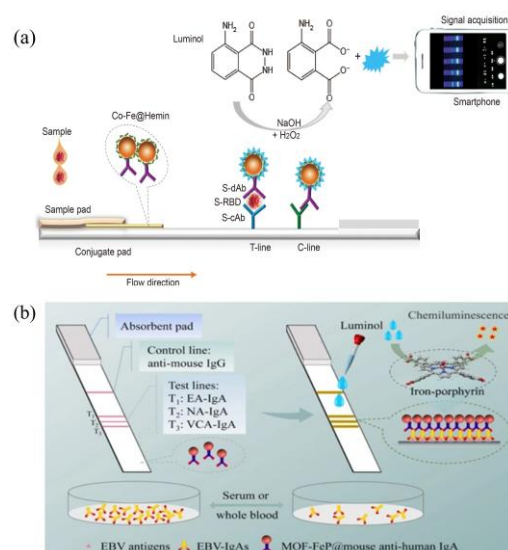 (a)
Signal acquisition
Luminol
NH₂
O
NH
NH
O
NH₂
O
O⁻
O⁻
O
+
NaOH
+ H₂O₂
Smartphone
Co-Fe@Hemin
Sample
S-dAb
S-RBD
S-cAb
Sample pad
Conjugate pad
T-line
C-line
Flow direction
(b)
Absorbent pad
Control line:
anti-mouse IgG
Test lines:
T₁: EA-IgA
T₂: NA-IgA
T₃: VCA-IgA
T₁
T₂
T₃
Luminol
Chemiluminescence
Iron-porphyrin
Serum or
whole blood
EBV antigens
EBV-IgAs
MOF-FeP@mouse anti-human IgA